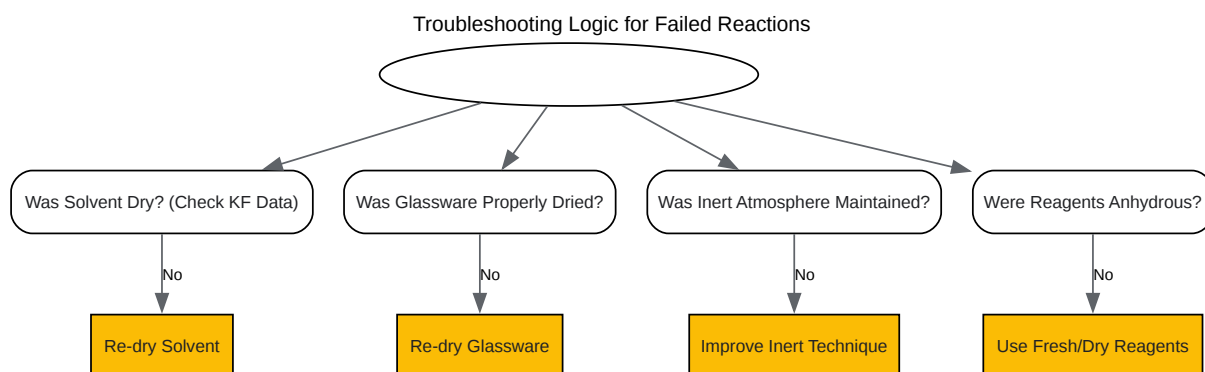 Troubleshooting Logic for Failed Reactions
Was Solvent Dry? (Check KF Data)
Was Glassware Properly Dried?
Was Inert Atmosphere Maintained?
Were Reagents Anhydrous?
No
No
No
No
Re-dry Solvent
Re-dry Glassware
Improve Inert Technique
Use Fresh/Dry Reagents